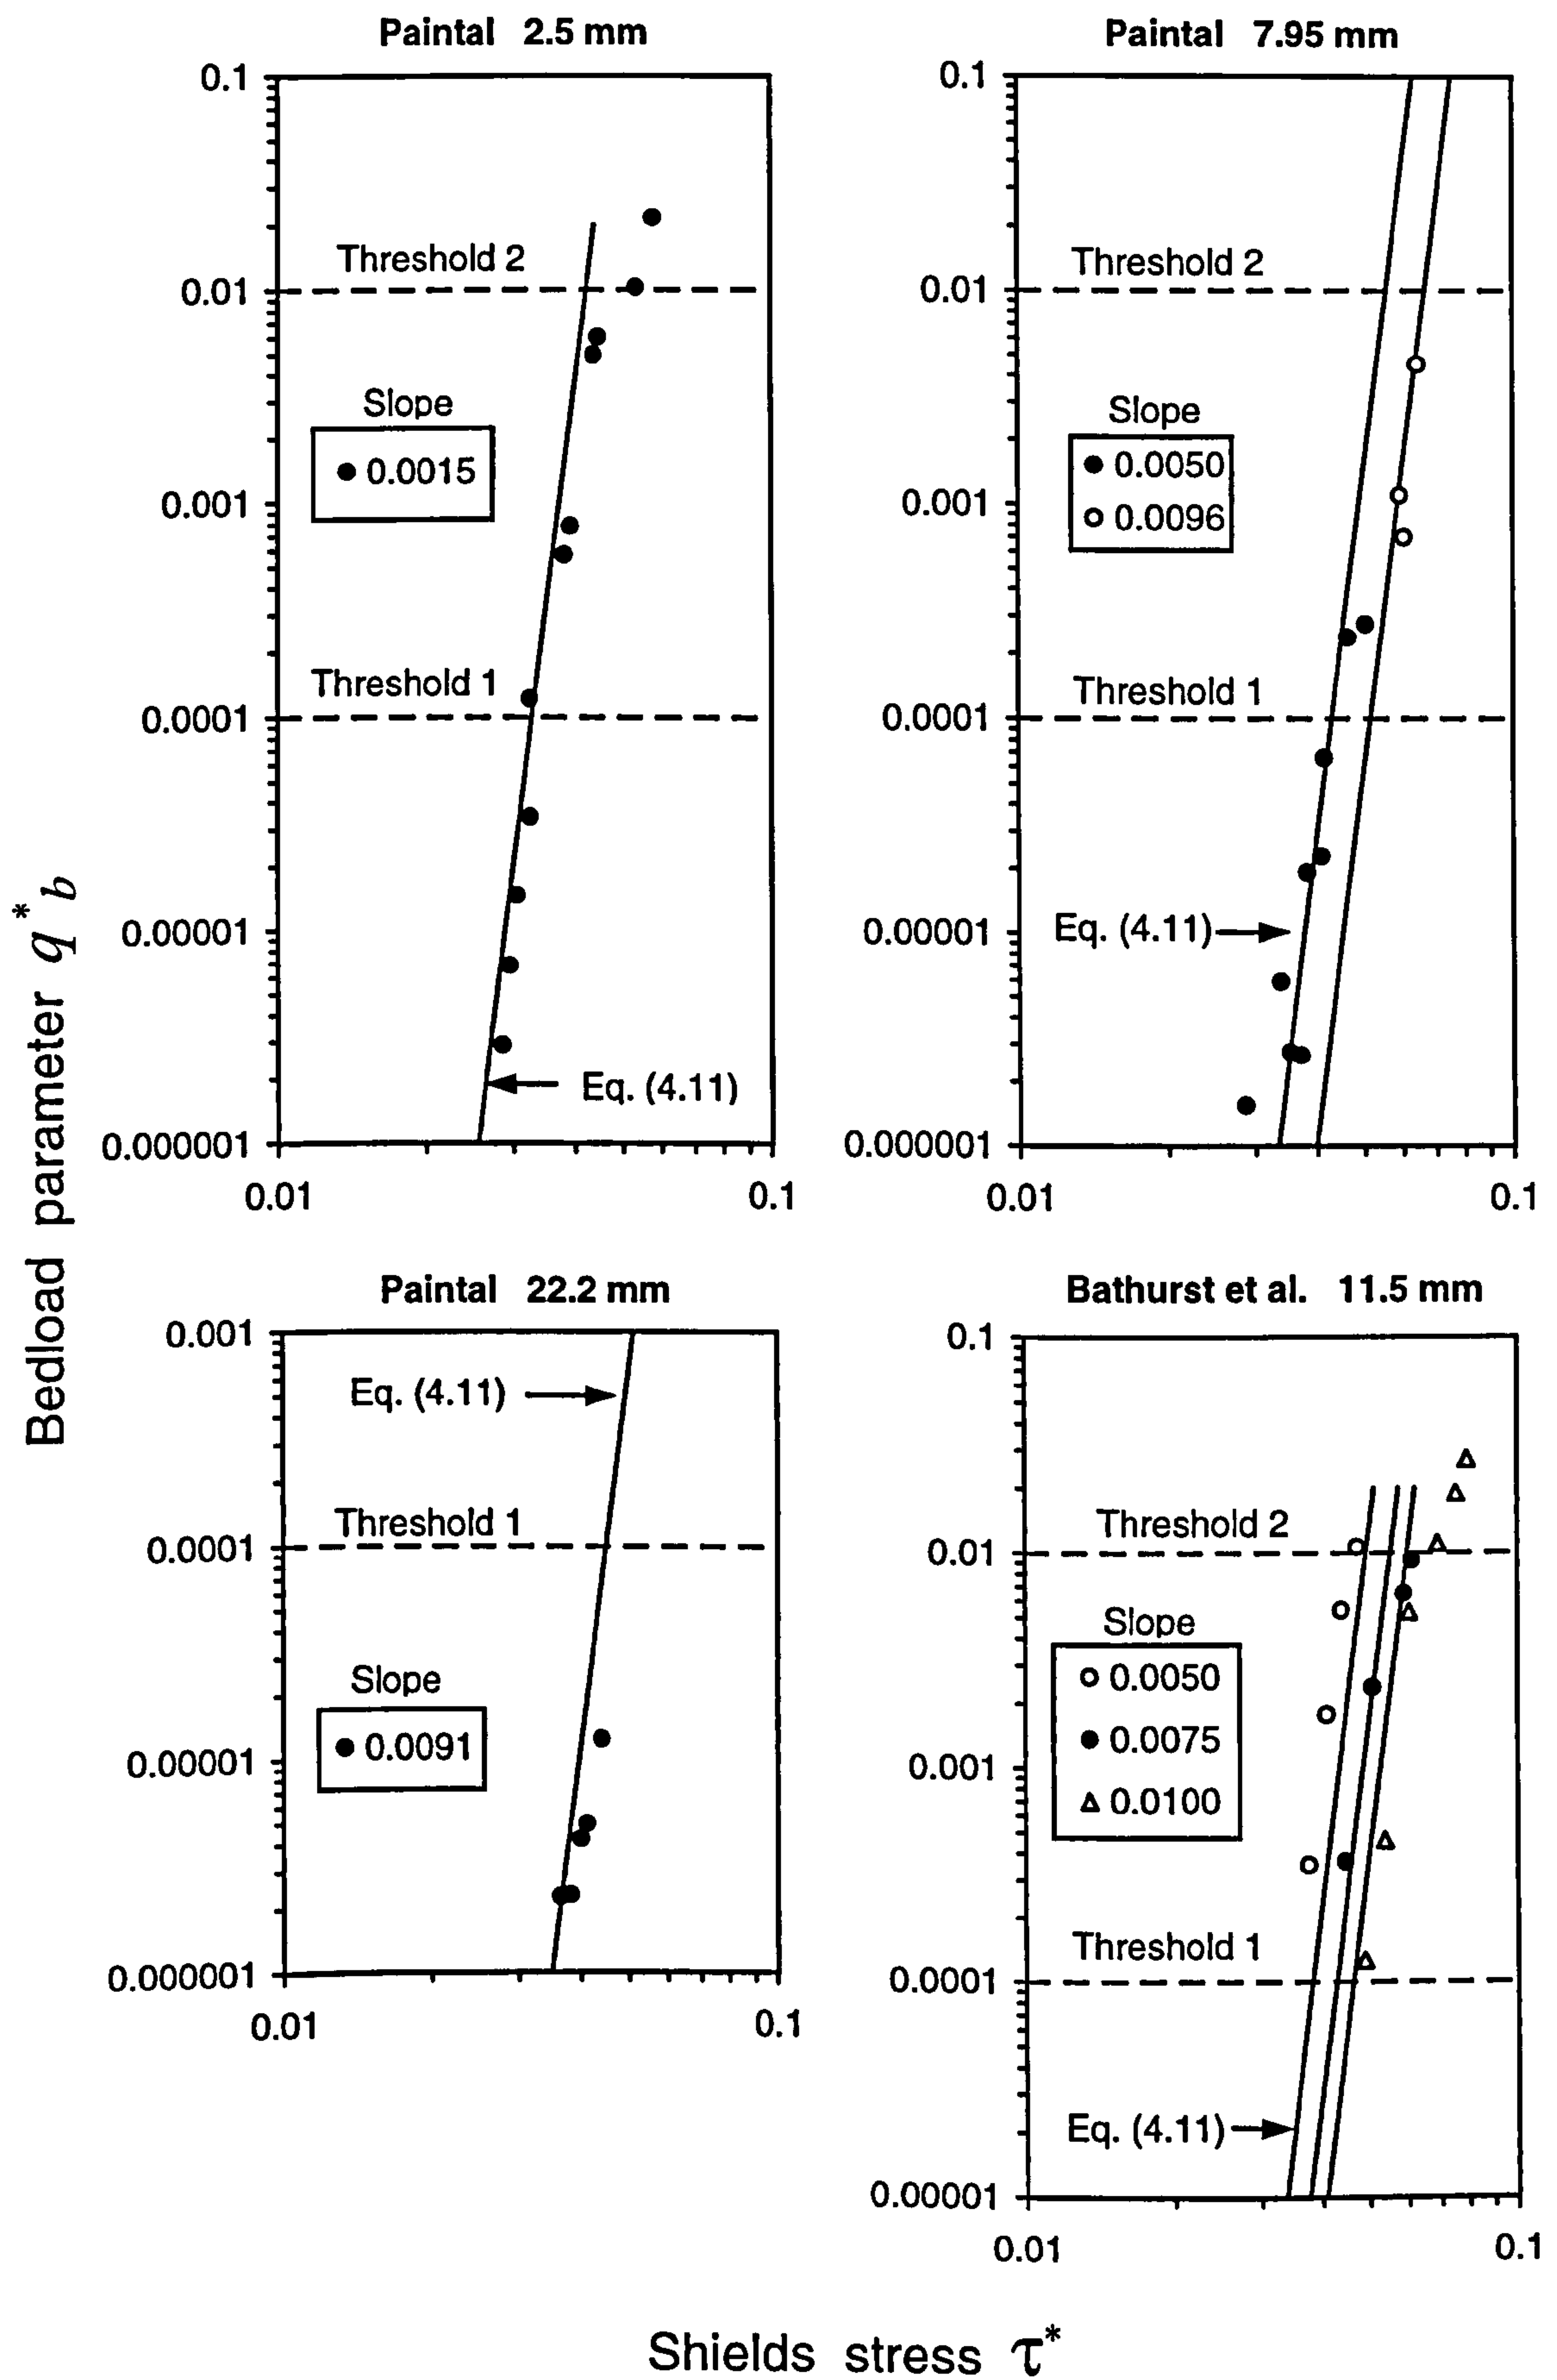 Paintal 2.5 mm
0.1
0.01
0.001
0.0001
0.00001
0.000001
Threshold 2
Slope
0.0015
Threshold 1
Eq. (4.11)
0.01
0.1
Paintal 7.95 mm
0.1
0.01
0.001
0.0001
0.00001
0.000001
Threshold 2
Slope
0.0050
0.0096
Threshold 1
Eq. (4.11)
0.01
0.1
Paintal 22.2 mm
0.001
0.0001
0.00001
0.000001
Eq. (4.11)
Threshold 1
Slope
0.0091
0.01
0.1
Bathurst et al. 11.5 mm
0.1
0.01
0.001
0.0001
0.00001
Threshold 2
Slope
0.0050
0.0075
0.0100
Threshold 1
Eq. (4.11)
0.01
0.1
Bedload parameter q*b
Shields stress τ*